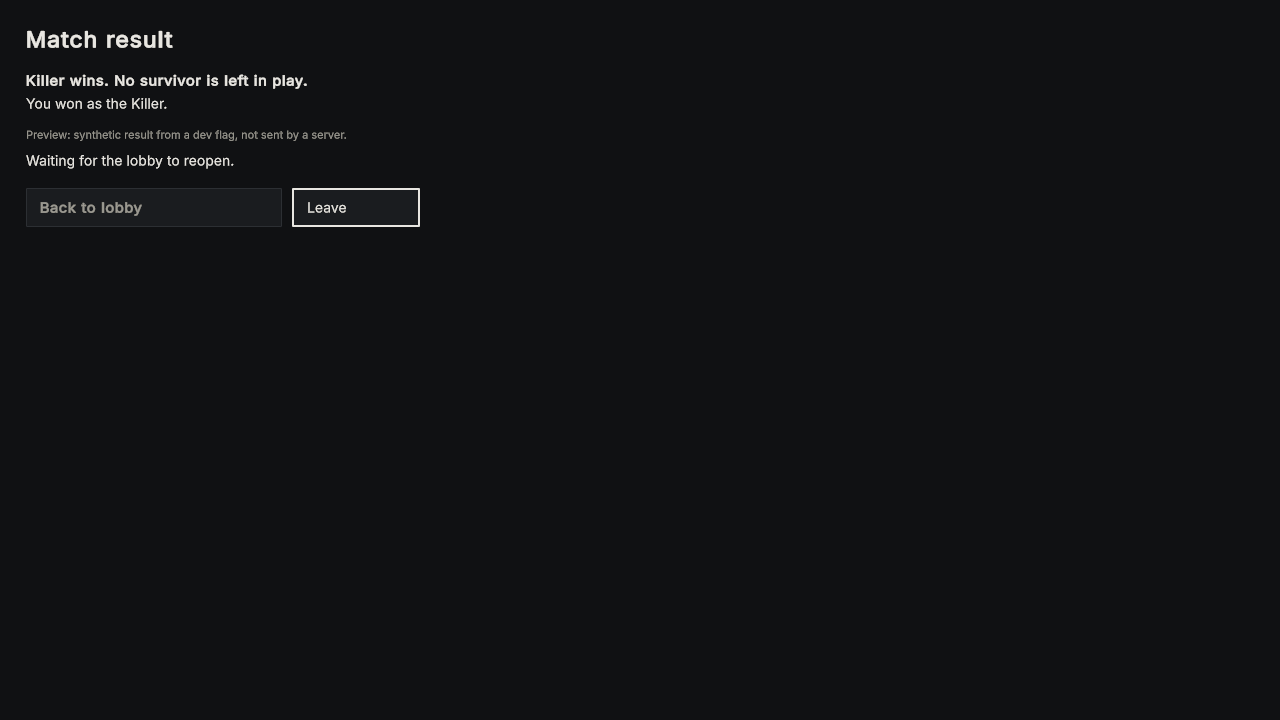 Match result
Killer wins. No survivor is left in play.
You won as the Killer.
Preview: synthetic result from a dev flag, not sent by a server.
Waiting for the lobby to reopen.
Back to lobby
Leave